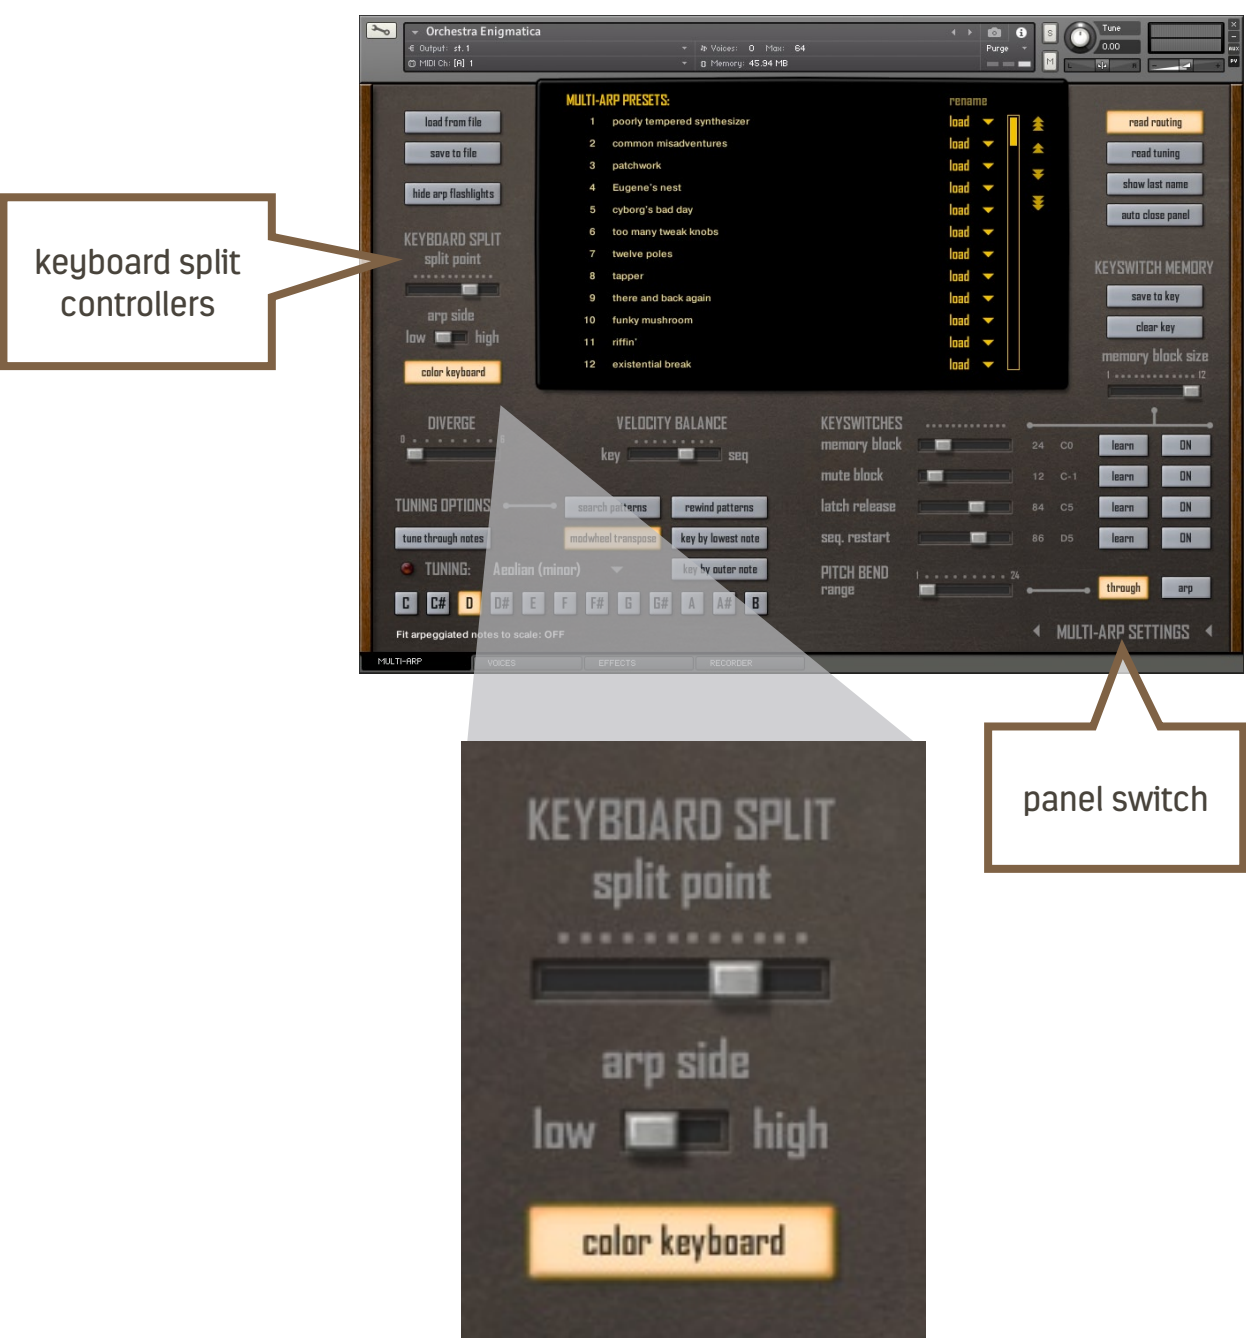 Orchestra Enigmatica
Output: st.1
Voices: 0 Max: 64
Purge
MIDI Ch: [A] 1
Memory: 45.94 MB
S
M
Tune
0.00
L
R
AUX
PV
load from file
save to file
hide arp flashlights
KEYBOARD SPLIT
split point
arp side
low
high
color keyboard
MULTI-ARP PRESETS:
rename
1 poorly tempered synthesizer load
2 common misadventures load
3 patchwork load
4 Eugene's nest load
5 cyborg's bad day load
6 too many tweak knobs load
7 twelve poles load
8 tapper load
9 there and back again load
10 funky mushroom load
11 riffin' load
12 existential break load
read routing
read tuning
show last name
auto close panel
KEYSWITCH MEMORY
save to key
clear key
memory block size
1 12
keyboard split
controllers
DIVERGE
0
VELOCITY BALANCE
key seq
KEYSWITCHES
memory block 24 C0 learn ON
mute block 12 C-1 learn ON
latch release 84 C5 learn ON
seq. restart 86 D5 learn ON
PITCH BEND
range
1 24
through arp
TUNING OPTIONS
search patterns rewind patterns
tune through notes modwheel transpose key by lowest note
TUNING: Aeolian (minor) key by outer note
C C# D D# E F F# G G# A A# B
Fit arpeggiated notes to scale: OFF
MULTI-ARP SETTINGS
MULTI-ARP VOICES EFFECTS RECORDER
panel switch
KEYBOARD SPLIT
split point
arp side
low high
color keyboard